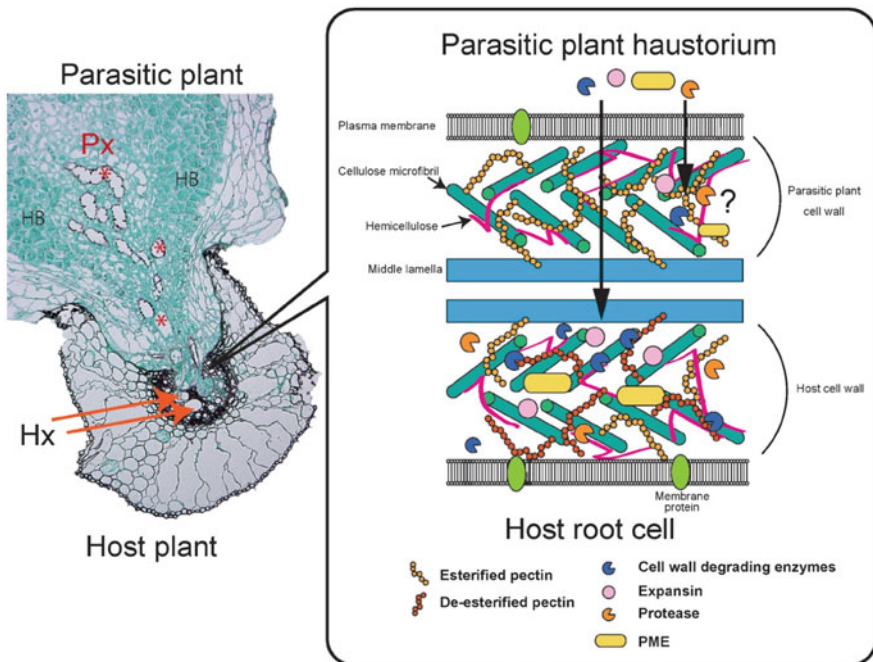 Parasitic plant
Px
*
HB
HB
*
*
Hx
Host plant
Parasitic plant haustorium
Plasma membrane
Cellulose microfibril
Hemicellulose
Middle lamella
?
Parasitic plant
cell wall
Host cell wall
Membrane
protein
Host root cell
Esterified pectin
De-esterified pectin
Cell wall degrading enzymes
Expansin
Protease
PME